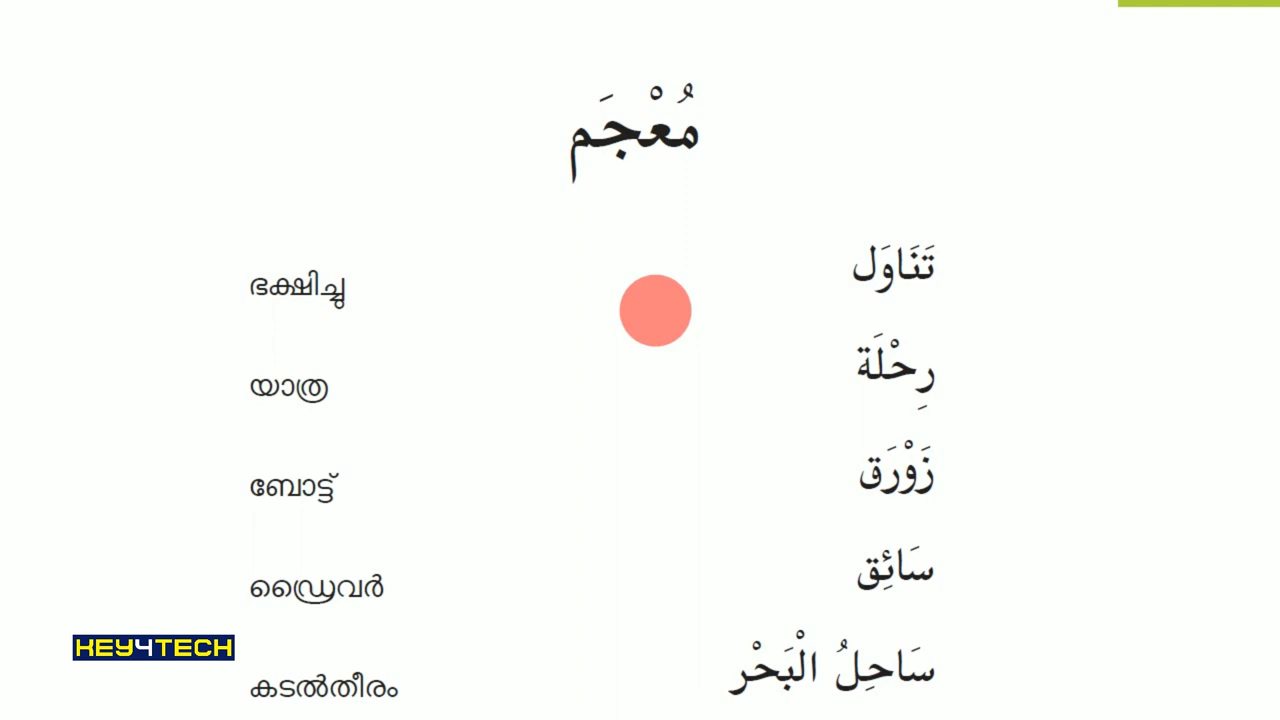 مُعْجَم
تَنَاوَل
ഭക്ഷിച്ചു
رِحْلَة
യാത്ര
زَوْرَق
ബോട്ട്
سَائِق
ഡ്രൈവർ
سَاحِلُ الْبَحْر
കടൽതീരം
KEY4TECH